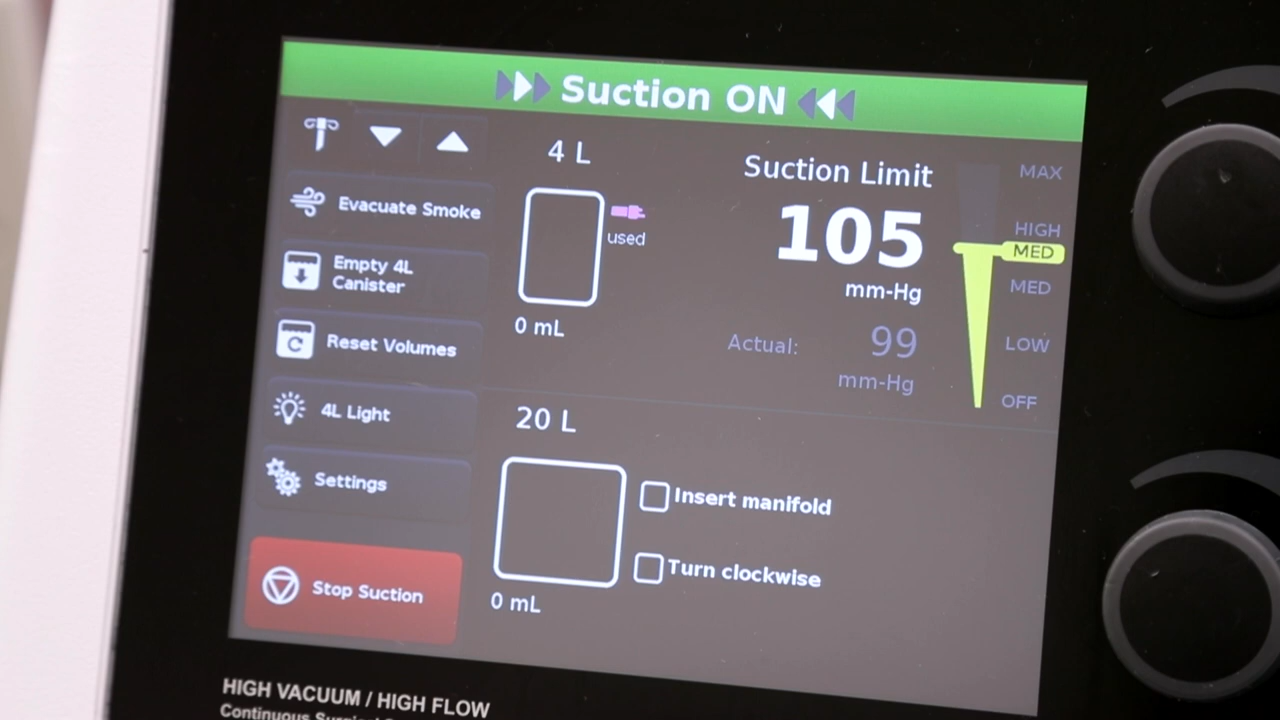 Suction ON
4 L
Suction Limit
MAX
Evacuate Smoke
used
105
HIGH
MED
mm-Hg
MED
Empty 4L
Canister
0 mL
Actual:
99
LOW
Reset Volumes
mm-Hg
OFF
4L Light
20 L
Settings
Insert manifold
Turn clockwise
Stop Suction
0 mL
HIGH VACUUM / HIGH FLOW
Continuous